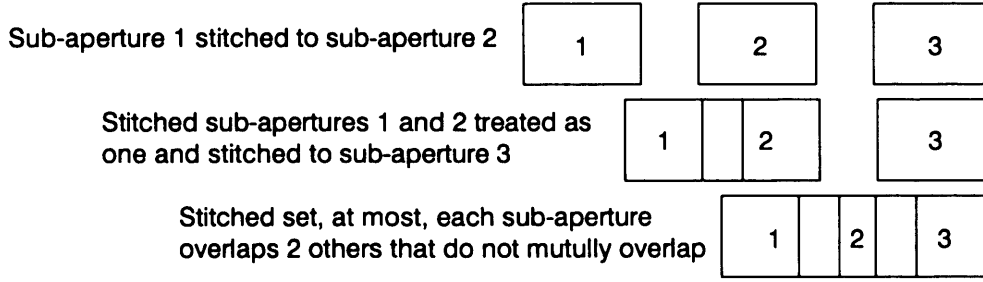 Sub-aperture 1 stitched to sub-aperture 2 1 2 3
Stitched sub-apertures 1 and 2 treated as
one and stitched to sub-aperture 3
1 2 3
Stitched set, at most, each sub-aperture
overlaps 2 others that do not mutully overlap
1 2 3